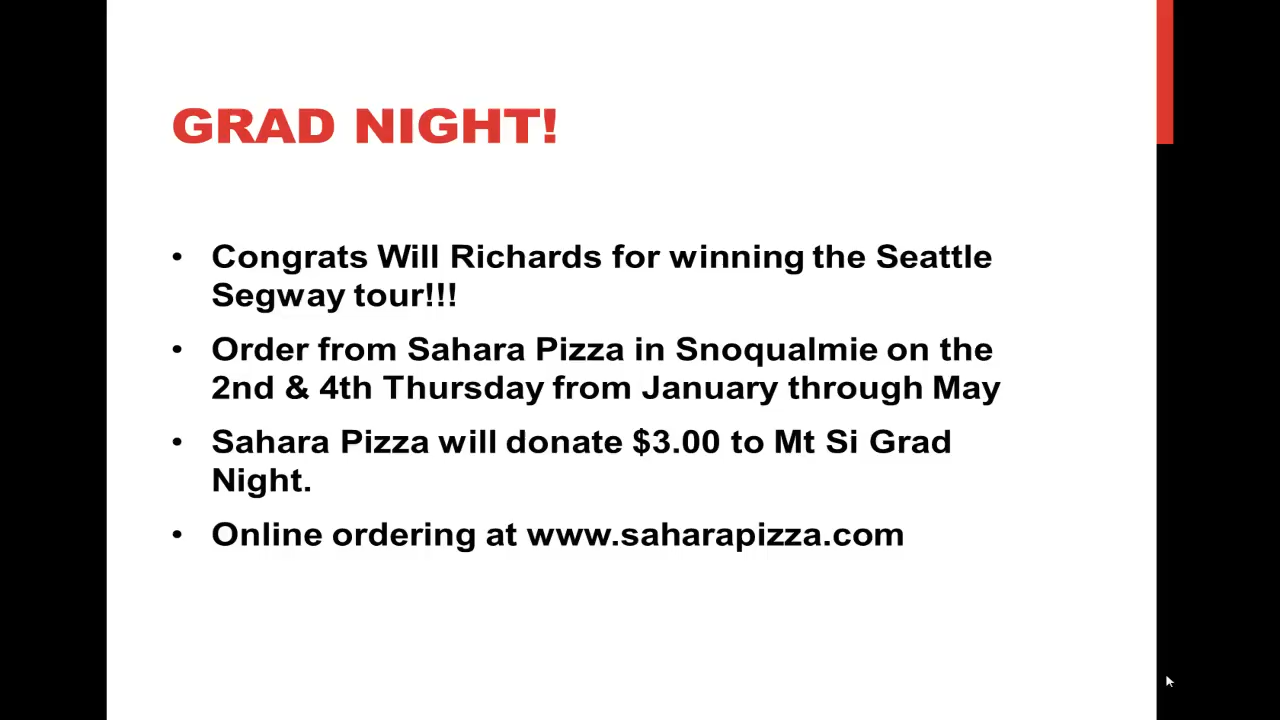 GRAD NIGHT!
• Congrats Will Richards for winning the Seattle
Segway tour!!!
• Order from Sahara Pizza in Snoqualmie on the
2nd & 4th Thursday from January through May
• Sahara Pizza will donate $3.00 to Mt Si Grad
Night.
• Online ordering at www.saharapizza.com